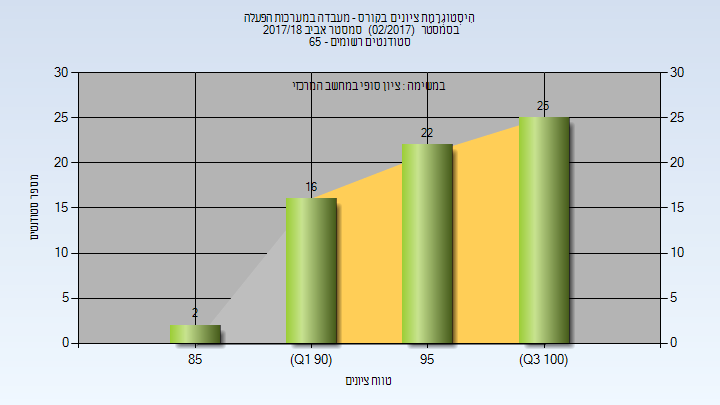 היסטוגרמת ציונים בקורס - מעבדה במערכות הפעלה
בסמסטר (02/2017) סמסטר אביב 2017/18
סטודנטים רשומים - 65
במשימה : ציון סופי במחשב המרכזי
30 30
25 25
20 20
15 15
10 10
5 5
0 0
2
16
22
25
85
(Q1 90)
95
(Q3 100)
מספר סטודנטים
טווח ציונים